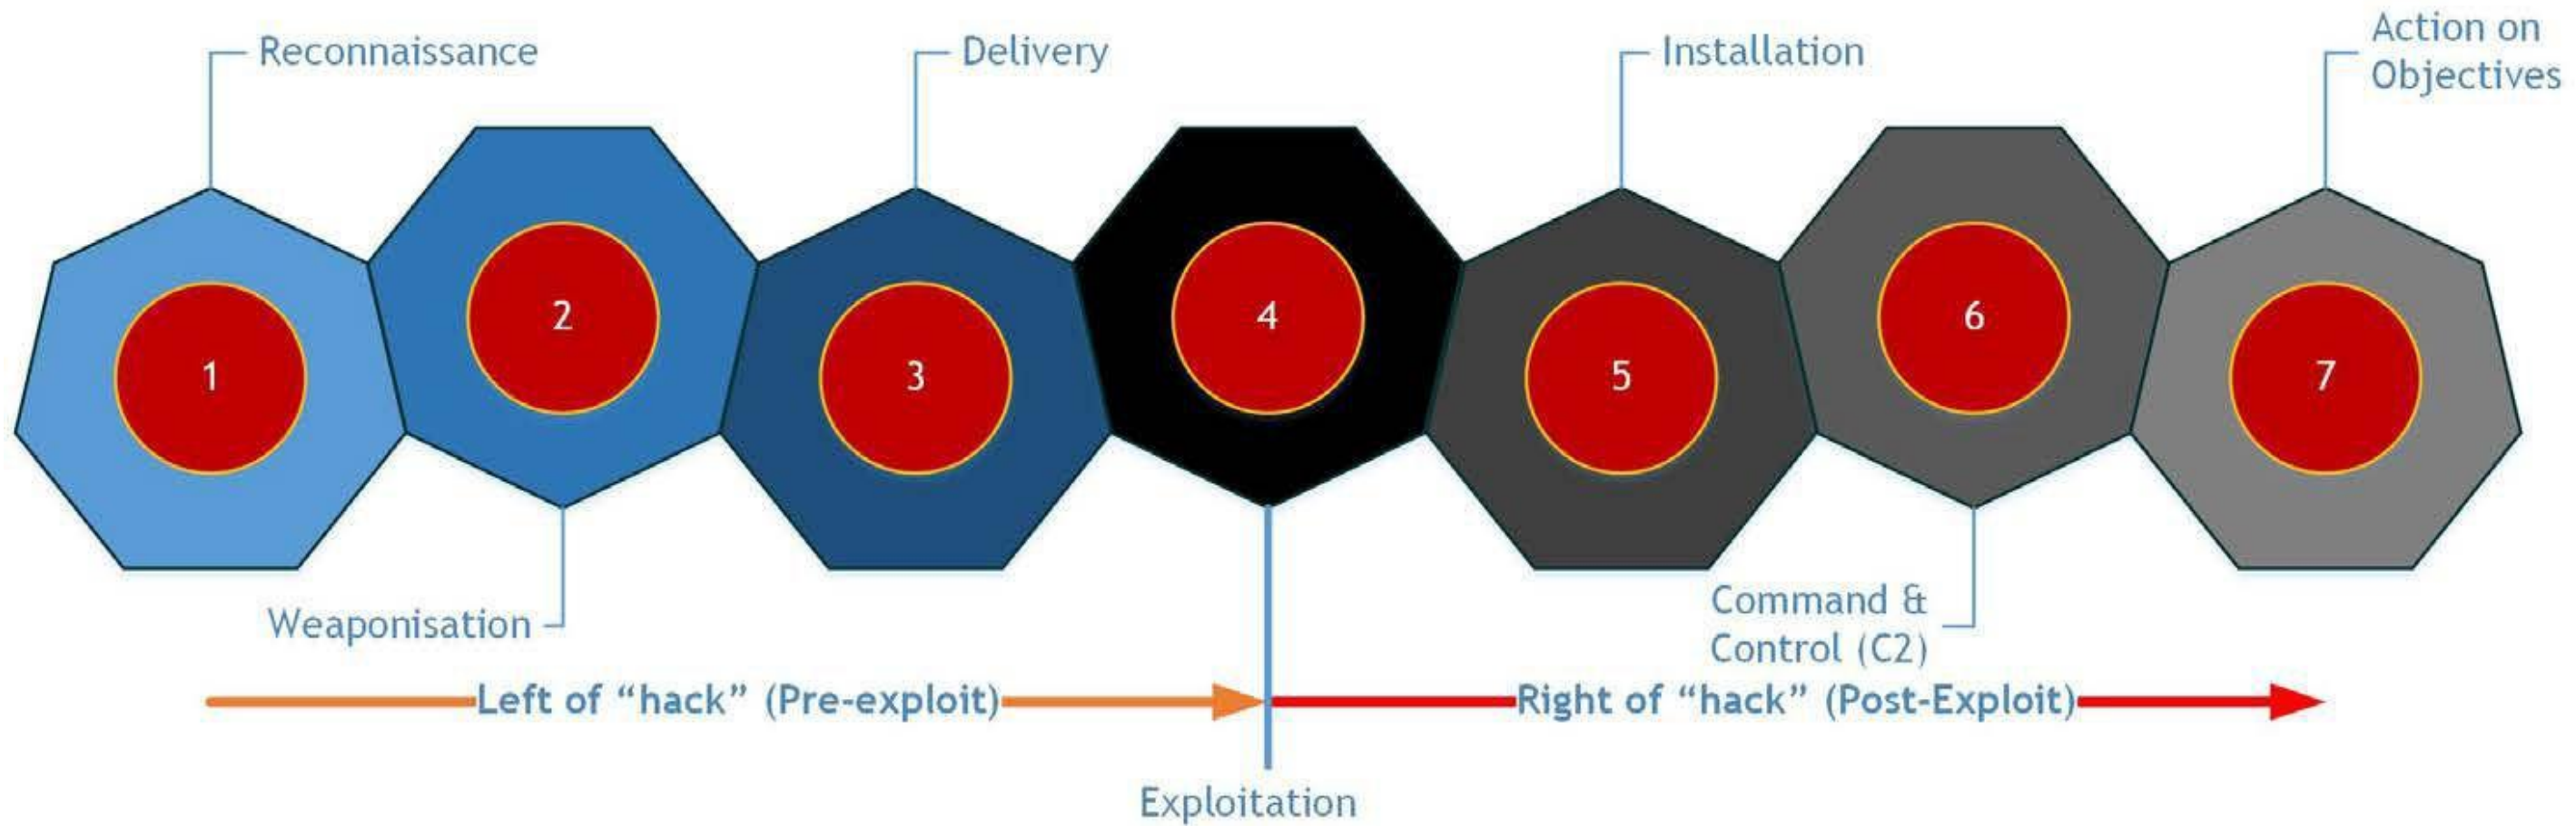 Reconnaissance
Delivery
Installation
Action on
Objectives
1
2
3
4
5
6
7
Weaponisation
Command &
Control (C2)
Left of “hack” (Pre-exploit)
Right of “hack” (Post-Exploit)
Exploitation